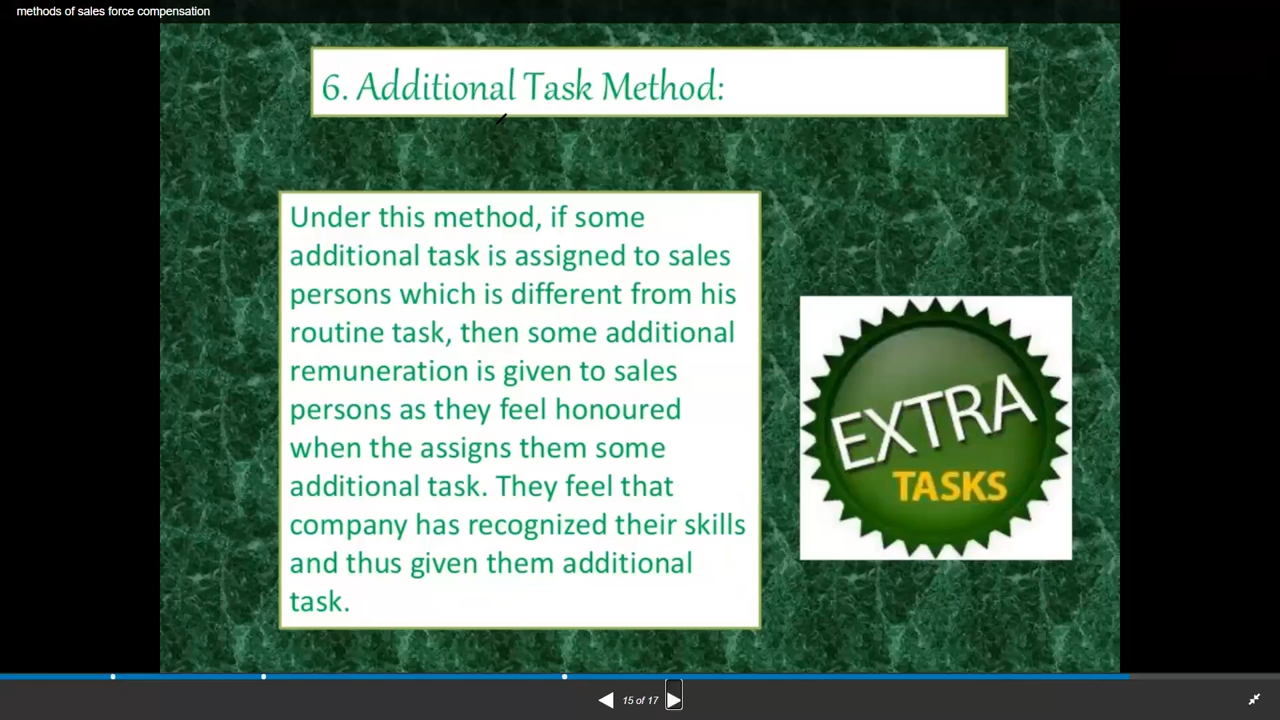 methods of sales force compensation
6. Additional Task Method:
Under this method, if some
additional task is assigned to sales
persons which is different from his
routine task, then some additional
remuneration is given to sales
persons as they feel honoured
when the assigns them some
additional task. They feel that
company has recognized their skills
and thus given them additional
task.
EXTRA
TASKS
15 of 17